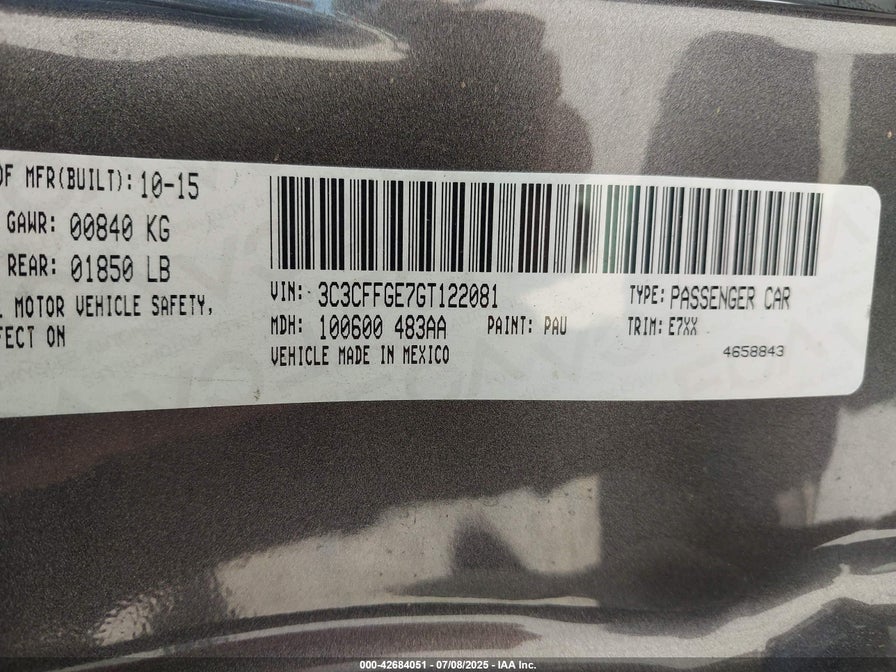 OF MFR(BUILT): 10-15
GAWR: 00840 KG
REAR: 01850 LB
MOTOR VEHICLE SAFETY,
ON
VIN: 3C3CFFGE7GT122081
TYPE: PASSENGER CAR
MDH: 100600 483AA
PAINT: PAU
TRIM: E7XX
VEHICLE MADE IN MEXICO
4658843
000-42684051 - 07/08/2025 - IAA Inc.